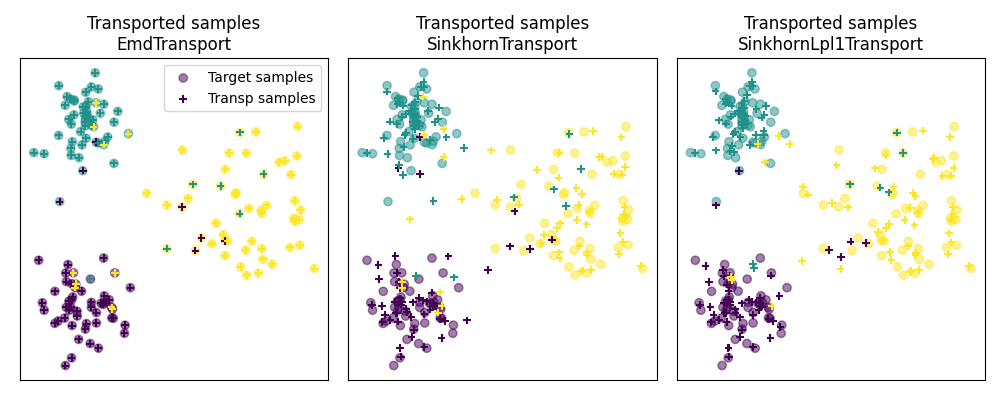 Transported samples
EmdTransport
Transported samples
SinkhornTransport
Transported samples
SinkhornLpl1Transport
Target samples
Transp samples